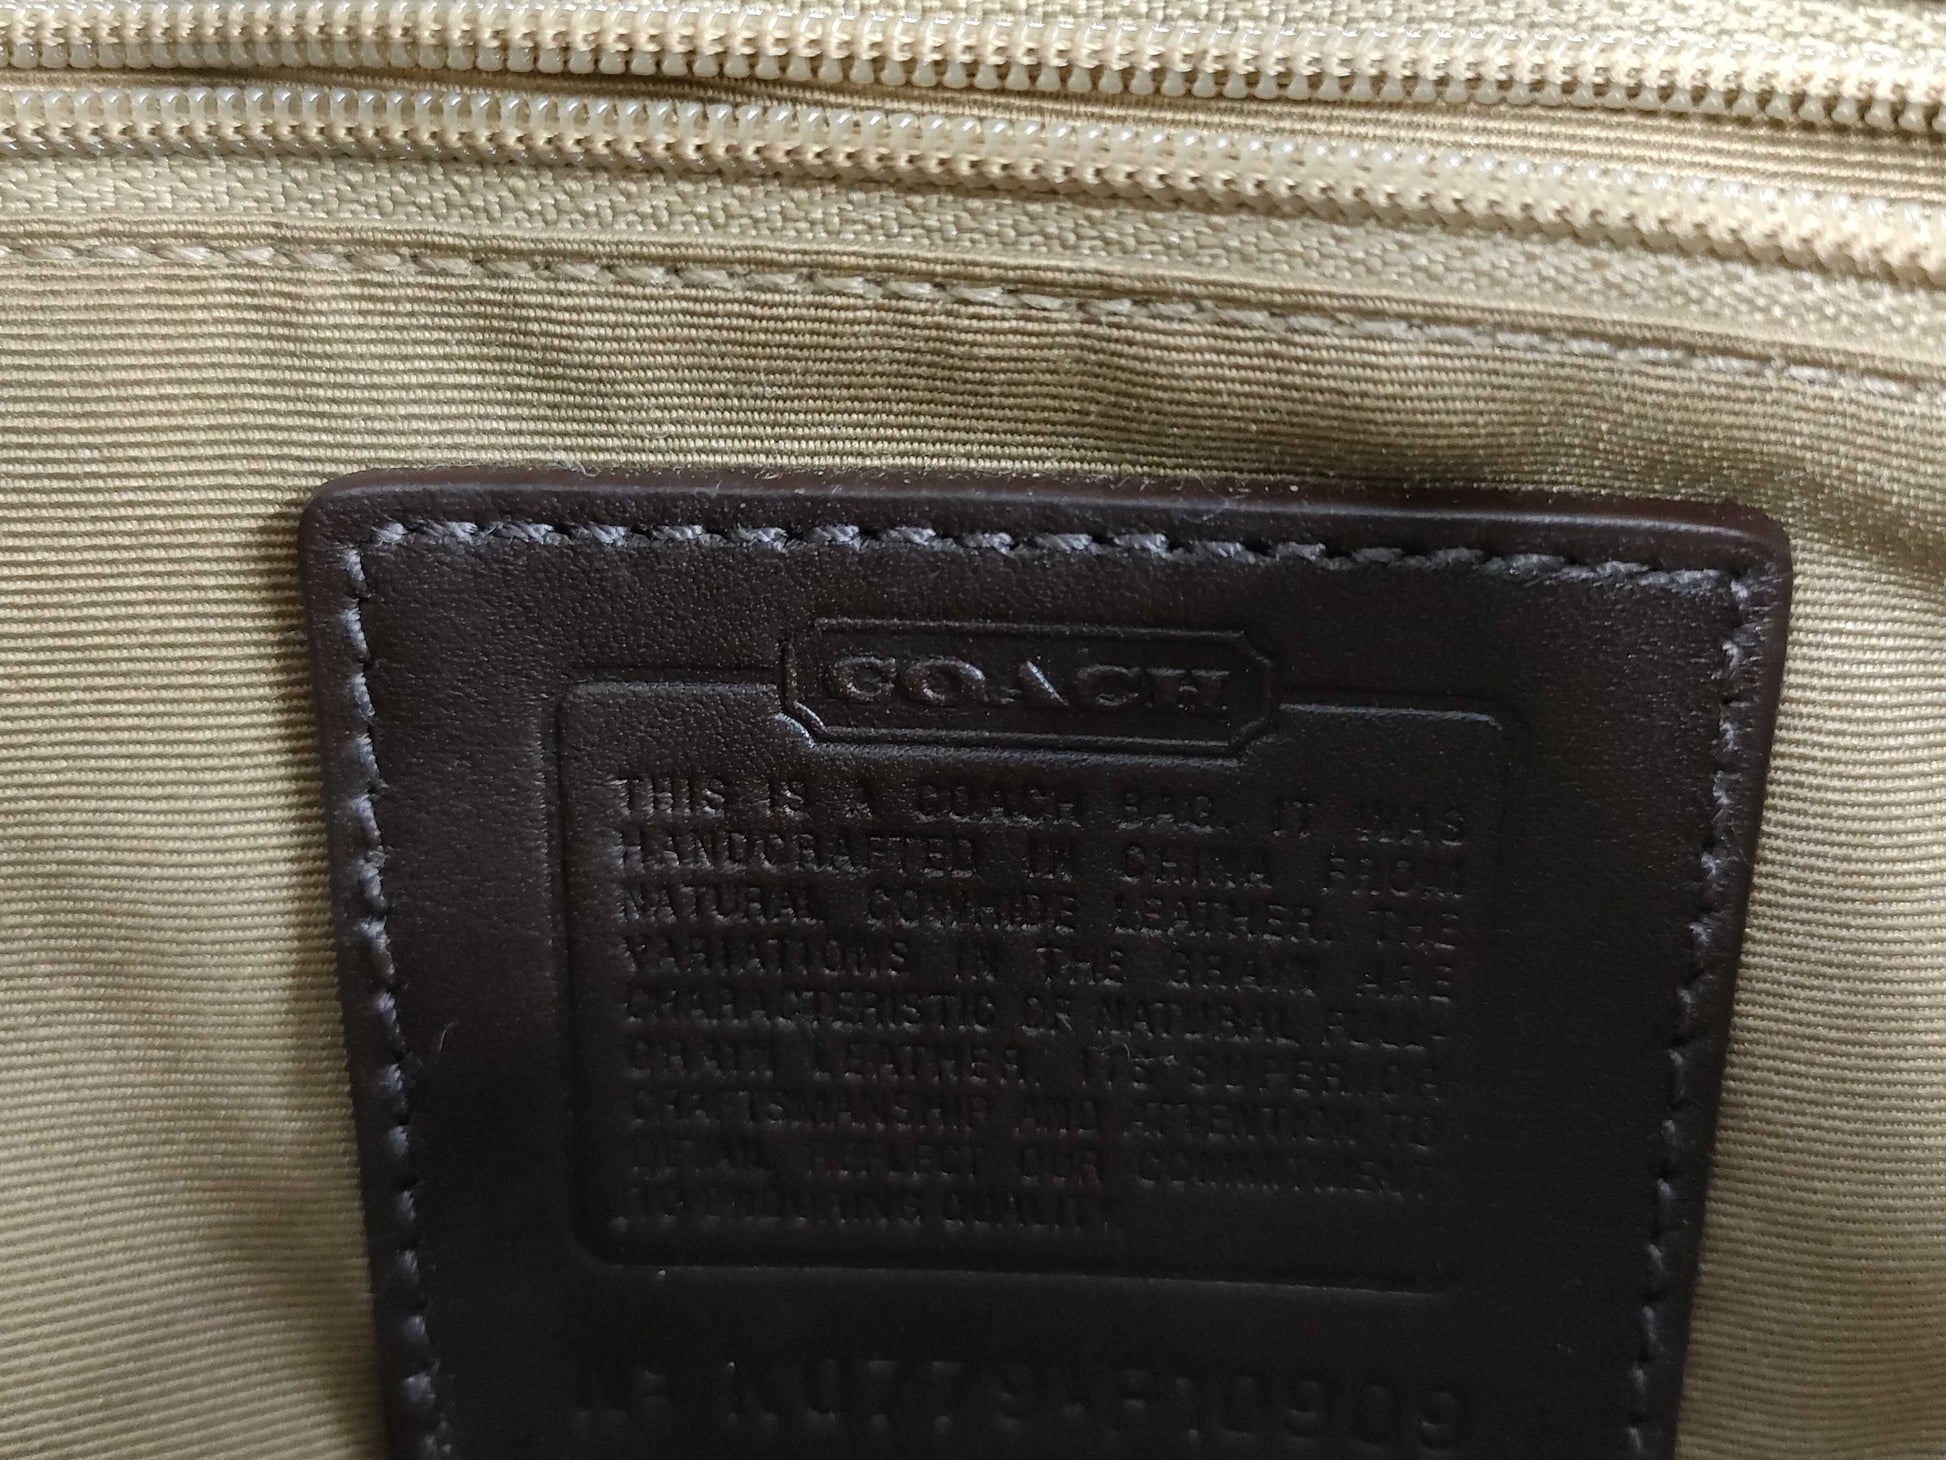 COACH
THIS IS A COACH BAG. IT WAS
HANDCRAFTED IN CHINA FROM
NATURAL COWHIDE LEATHER. THE
VARIATIONS IN THE GRAIN ARE
CHARACTERISTIC OF NATURAL FULL-
GRAIN LEATHER. ITS SUPERIOR
CRAFTSMANSHIP AND ATTENTION TO
DETAIL REFLECT OUR COMMITMENT
TO ENDURING QUALITY.